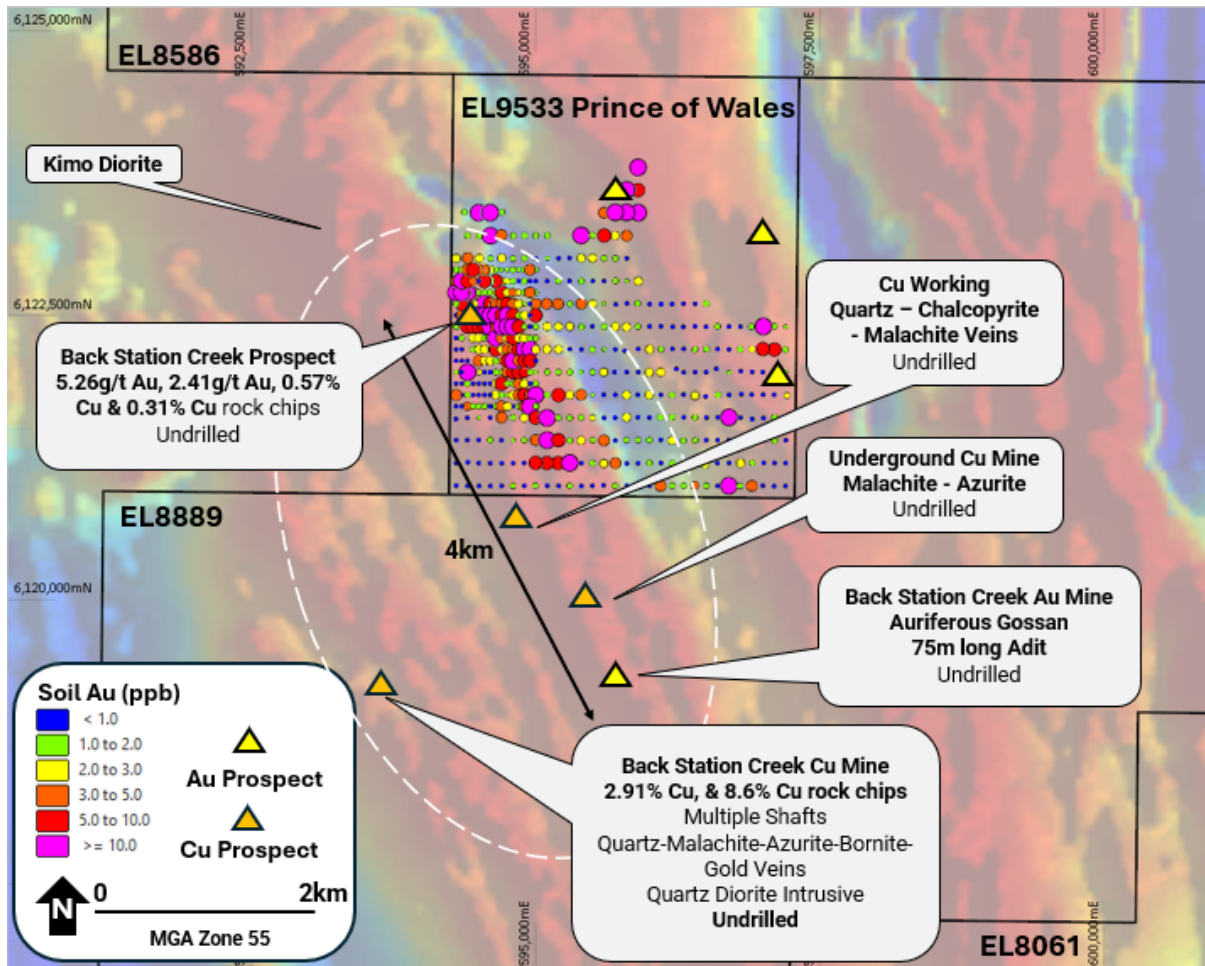 6,125,000mN
592,500mE
595,000mE
597,500mE
600,000mE
EL8586
EL9533 Prince of Wales
Kimo Diorite
6,122,500mN
Cu Working
Quartz – Chalcopyrite
- Malachite Veins
Undrilled
Back Station Creek Prospect
5.26g/t Au, 2.41g/t Au, 0.57%
Cu & 0.31% Cu rock chips
Undrilled
Underground Cu Mine
Malachite - Azurite
Undrilled
EL8889
4km
6,120,000mN
Back Station Creek Au Mine
Auriferous Gossan
75m long Adit
Undrilled
Soil Au (ppb)
< 1.0
1.0 to 2.0
2.0 to 3.0
3.0 to 5.0
5.0 to 10.0
>= 10.0
Au Prospect
Cu Prospect
N
0 2km
MGA Zone 55
Back Station Creek Cu Mine
2.91% Cu, & 8.6% Cu rock chips
Multiple Shafts
Quartz-Malachite-Azurite-Bornite-
Gold Veins
Quartz Diorite Intrusive
Undrilled
595,000mE
600,000mE
EL8061